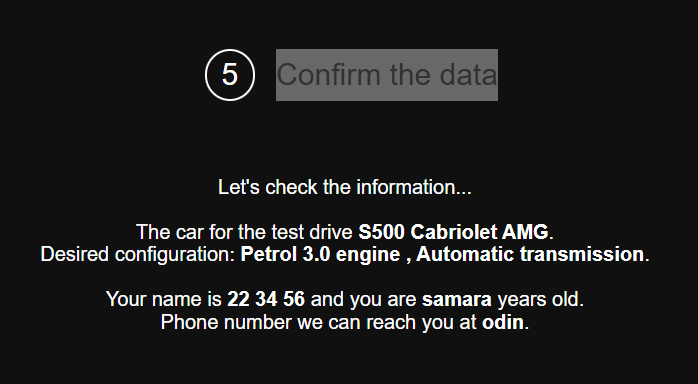 5 Confirm the data
Let's check the information...
The car for the test drive S500 Cabriolet AMG.
Desired configuration: Petrol 3.0 engine , Automatic transmission.
Your name is 22 34 56 and you are samara years old.
Phone number we can reach you at odin.